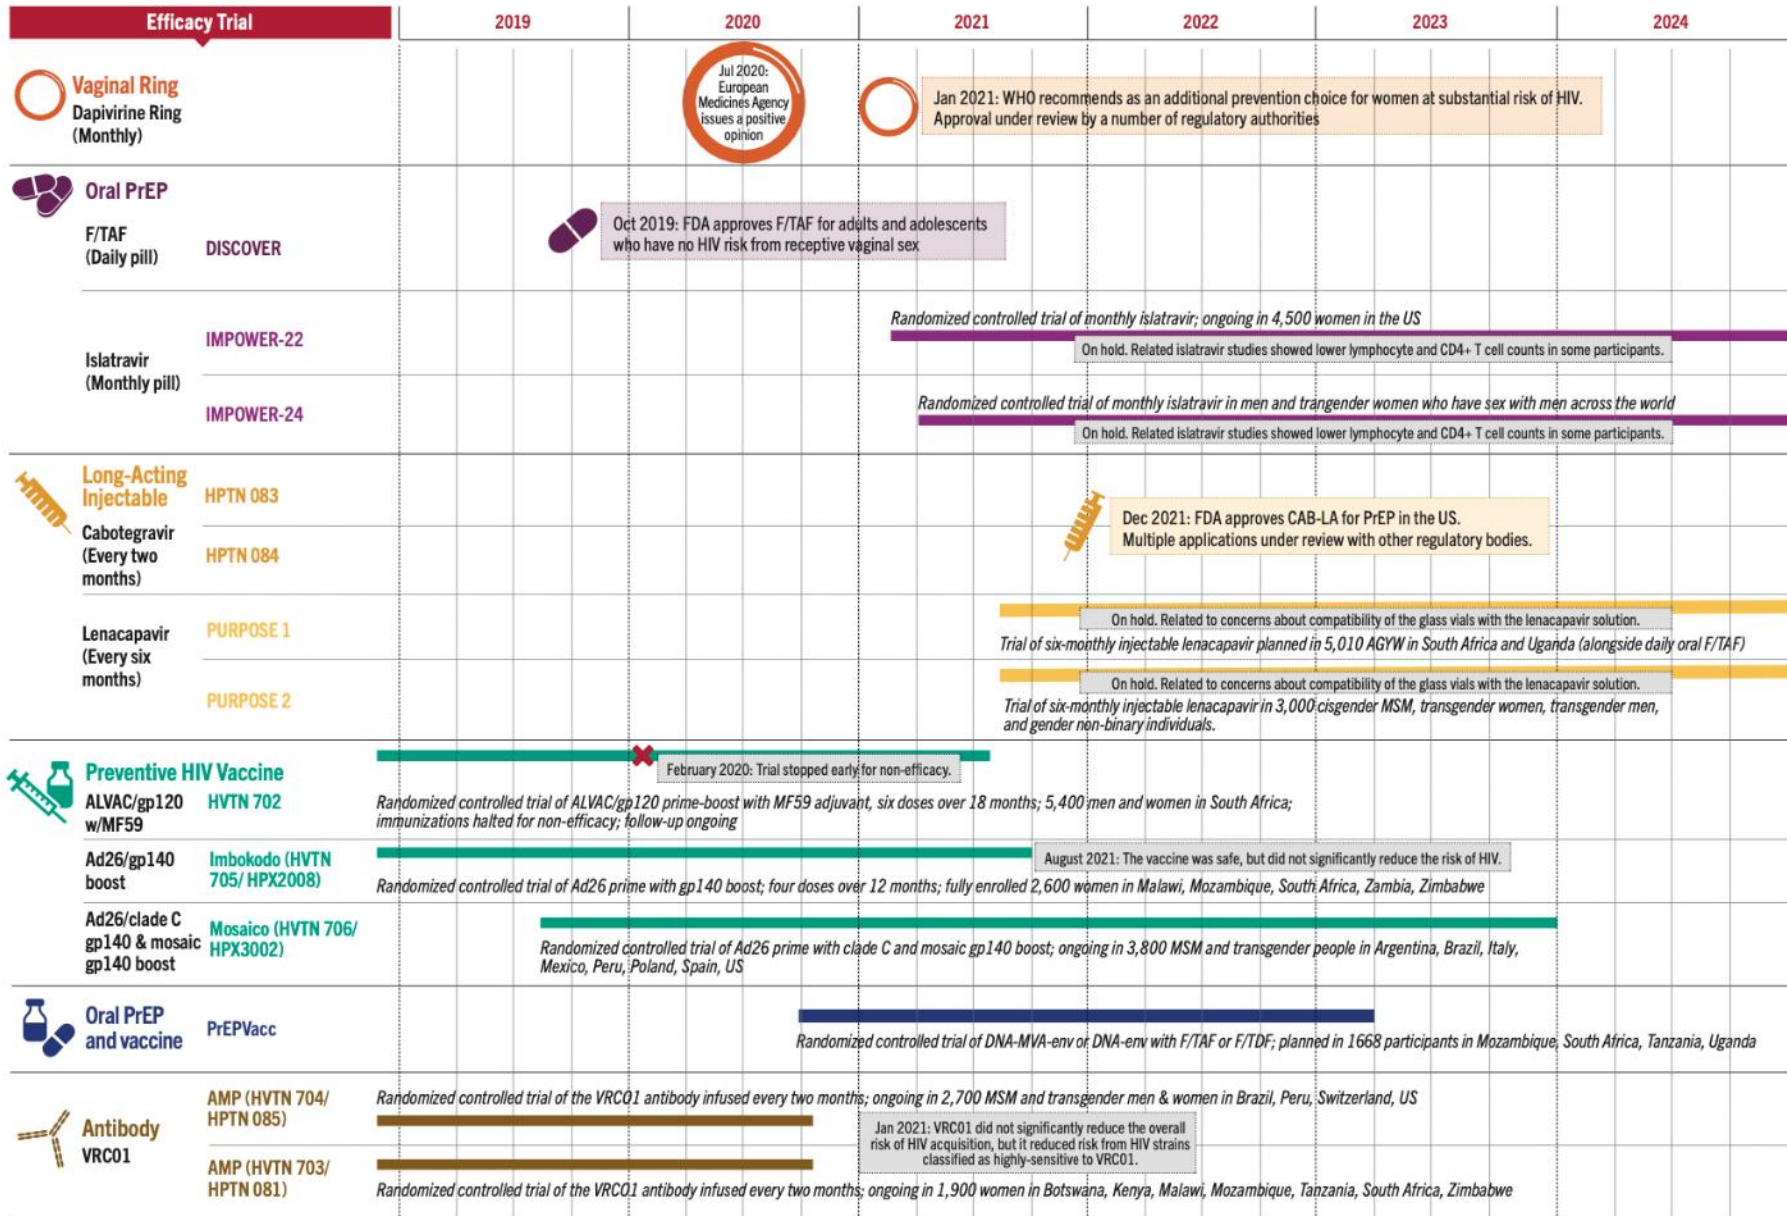 Efficacy Trial
2019
2020
2021
2022
2023
2024
Vaginal Ring
Dapivirine Ring
(Monthly)
Jul 2020:
European
Medicines Agency
issues a positive
opinion
Jan 2021: WHO recommends as an additional prevention choice for women at substantial risk of HIV.
Approval under review by a number of regulatory authorities
Oral PrEP
F/TAF
(Daily pill)
DISCOVER
Oct 2019: FDA approves F/TAF for adults and adolescents
who have no HIV risk from receptive vaginal sex
Islatravir
(Monthly pill)
IMPOWER-22
Randomized controlled trial of monthly islatravir; ongoing in 4,500 women in the US
On hold. Related islatravir studies showed lower lymphocyte and CD4+ T cell counts in some participants.
IMPOWER-24
Randomized controlled trial of monthly islatravir in men and trangender women who have sex with men across the world
On hold. Related islatravir studies showed lower lymphocyte and CD4+ T cell counts in some participants.
Long-Acting
Injectable
Cabotegravir
(Every two
months)
HPTN 083
HPTN 084
Dec 2021: FDA approves CAB-LA for PrEP in the US.
Multiple applications under review with other regulatory bodies.
Lenacapavir
(Every six
months)
PURPOSE 1
On hold. Related to concerns about compatibility of the glass vials with the lenacapavir solution.
Trial of six-monthly injectable lenacapavir planned in 5,010 AGYW in South Africa and Uganda (alongside daily oral F/TAF)
PURPOSE 2
On hold. Related to concerns about compatibility of the glass vials with the lenacapavir solution.
Trial of six-monthly injectable lenacapavir in 3,000 cisgender MSM, transgender women, transgender men,
and gender non-binary individuals.
Preventive HIV Vaccine
ALVAC/gp120
w/MF59
HVTN 702
February 2020: Trial stopped early for non-efficacy.
Randomized controlled trial of ALVAC/gp120 prime-boost with MF59 adjuvant, six doses over 18 months; 5,400 men and women in South Africa;
immunizations halted for non-efficacy; follow-up ongoing
Ad26/gp140
boost
Imbokodo (HVTN
705/ HPX2008)
August 2021: The vaccine was safe, but did not significantly reduce the risk of HIV.
Randomized controlled trial of Ad26 prime with gp140 boost; four doses over 12 months; fully enrolled 2,600 women in Malawi, Mozambique, South Africa, Zambia, Zimbabwe
Ad26/clade C
gp140 & mosaic
gp140 boost
Mosaico (HVTN 706/
HPX3002)
Randomized controlled trial of Ad26 prime with clade C and mosaic gp140 boost; ongoing in 3,800 MSM and transgender people in Argentina, Brazil, Italy,
Mexico, Peru, Poland, Spain, US
Oral PrEP
and vaccine
PrEPVacc
Randomized controlled trial of DNA-MVA-env or DNA-env with F/TAF or F/TDF; planned in 1668 participants in Mozambique, South Africa, Tanzania, Uganda
Antibody
VRC01
AMP (HVTN 704/
HPTN 085)
Randomized controlled trial of the VRC01 antibody infused every two months; ongoing in 2,700 MSM and transgender men & women in Brazil, Peru, Switzerland, US
Jan 2021: VRC01 did not significantly reduce the overall
risk of HIV acquisition, but it reduced risk from HIV strains
classified as highly-sensitive to VRC01.
AMP (HVTN 703/
HPTN 081)
Randomized controlled trial of the VRC01 antibody infused every two months; ongoing in 1,900 women in Botswana, Kenya, Malawi, Mozambique, Tanzania, South Africa, Zimbabwe